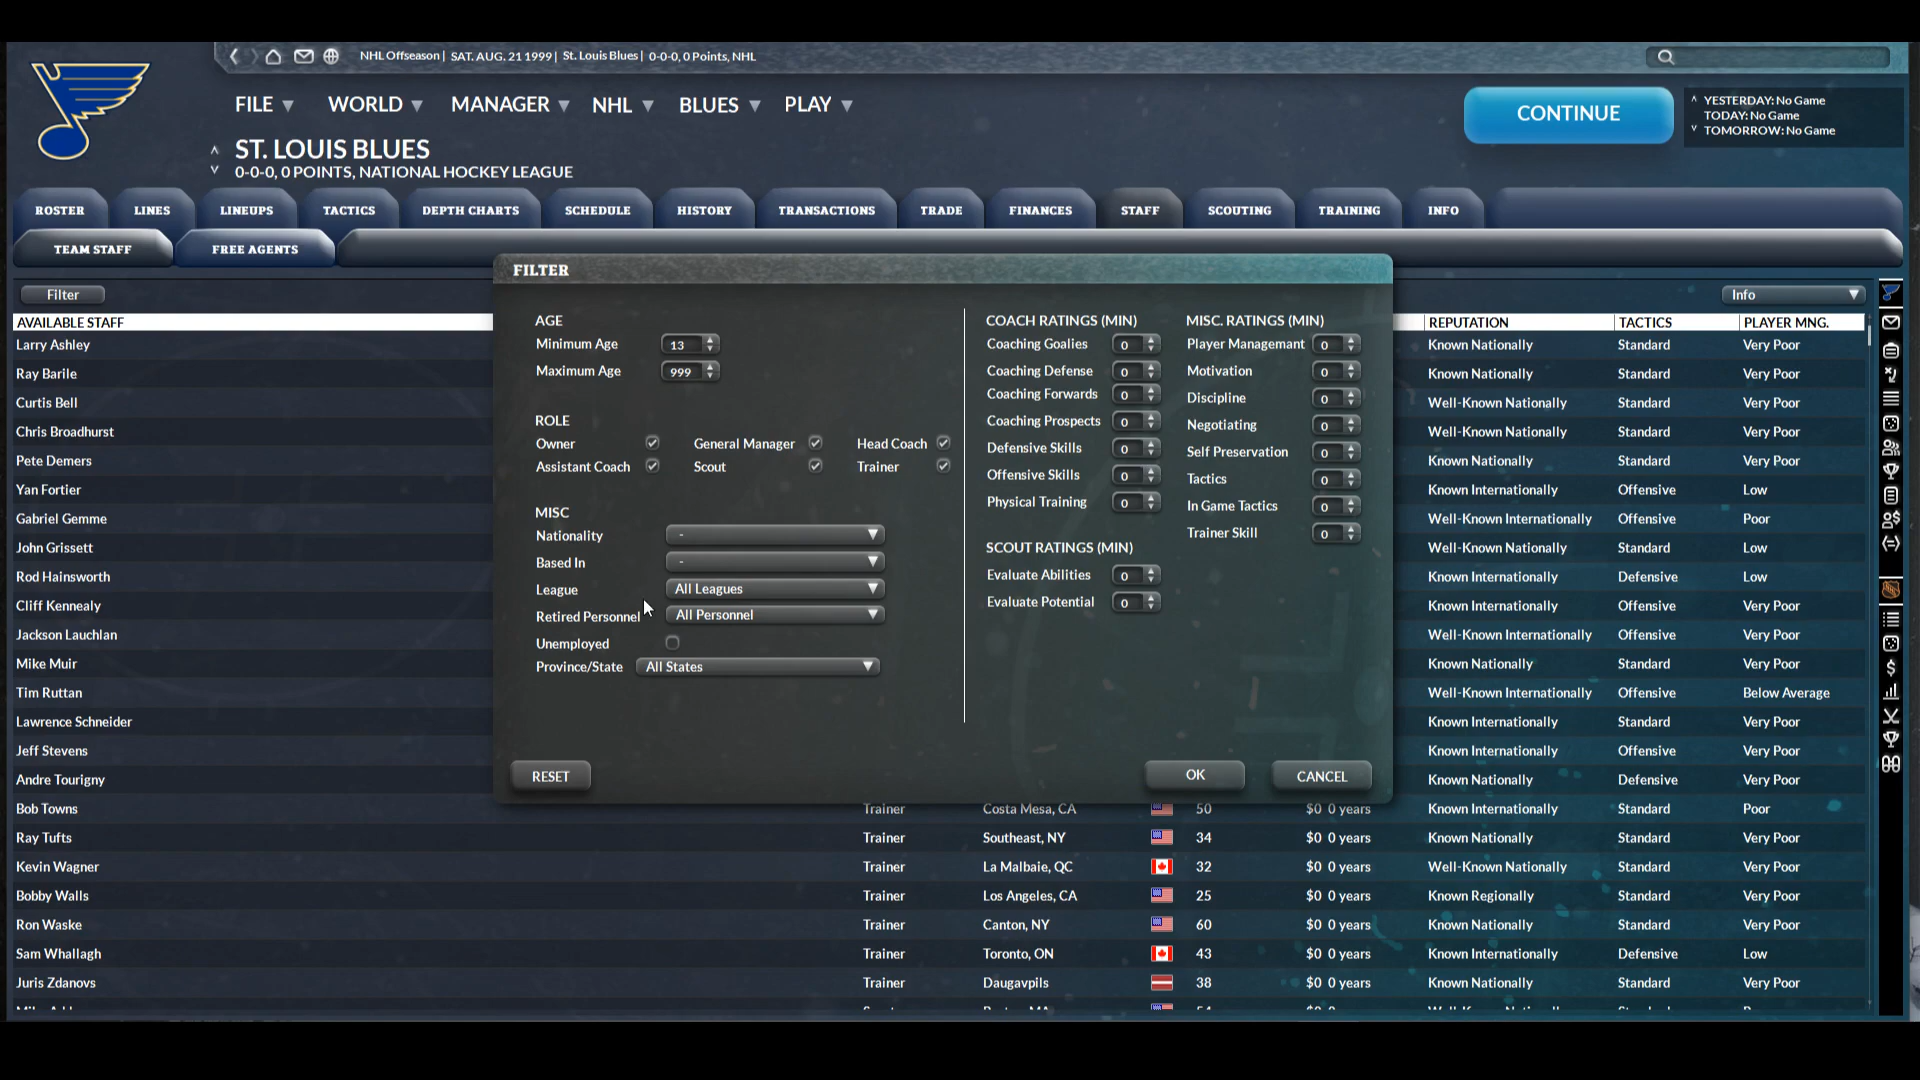 NHL Offseason | SAT. AUG. 21 1999 | St. Louis Blues | 0-0-0, 0 Points, NHL
FILE WORLD MANAGER NHL BLUES PLAY
CONTINUE
YESTERDAY: No Game
TODAY: No Game
TOMORROW: No Game
ST. LOUIS BLUES
0-0-0, 0 POINTS, NATIONAL HOCKEY LEAGUE
ROSTER LINES LINEUPS TACTICS DEPTH CHARTS SCHEDULE HISTORY TRANSACTIONS TRADE FINANCES STAFF SCOUTING TRAINING INFO
TEAM STAFF FREE AGENTS
Filter
Info
AVAILABLE STAFF REPUTATION TACTICS PLAYER MNG.
Larry Ashley Known Nationally Standard Very Poor
Ray Barile Known Nationally Standard Very Poor
Curtis Bell Well-Known Nationally Standard Very Poor
Chris Broadhurst Well-Known Nationally Standard Very Poor
Pete Demers Known Nationally Standard Very Poor
Yan Fortier Known Internationally Offensive Low
Gabriel Gemme Well-Known Internationally Offensive Poor
John Grissett Well-Known Nationally Standard Low
Rod Hainsworth Known Internationally Defensive Low
Cliff Kennealy Known Internationally Offensive Very Poor
Jackson Lauchlan Well-Known Internationally Offensive Very Poor
Mike Muir Known Nationally Standard Very Poor
Tim Ruttan Well-Known Internationally Offensive Below Average
Lawrence Schneider Known Internationally Standard Very Poor
Jeff Stevens Known Internationally Offensive Very Poor
Andre Tourigny Known Nationally Defensive Very Poor
Bob Towns Trainer Costa Mesa, CA 50 $0 0 years Known Internationally Standard Poor
Ray Tufts Trainer Southeast, NY 34 $0 0 years Known Nationally Standard Very Poor
Kevin Wagner Trainer La Malbaie, QC 32 $0 0 years Well-Known Nationally Standard Very Poor
Bobby Walls Trainer Los Angeles, CA 25 $0 0 years Known Regionally Standard Very Poor
Ron Waske Trainer Canton, NY 60 $0 0 years Known Nationally Standard Very Poor
Sam Whallagh Trainer Toronto, ON 43 $0 0 years Known Internationally Defensive Low
Juris Zdanovs Trainer Daugavpils 38 $0 0 years Known Nationally Standard Very Poor
FILTER
AGE
Minimum Age 13
Maximum Age 999
ROLE
Owner General Manager Head Coach
Assistant Coach Scout Trainer
MISC
Nationality -
Based In -
League All Leagues
Retired Personnel All Personnel
Unemployed
Province/State All States
COACH RATINGS (MIN)
Coaching Goalies 0
Coaching Defense 0
Coaching Forwards 0
Coaching Prospects 0
Defensive Skills 0
Offensive Skills 0
Physical Training 0
SCOUT RATINGS (MIN)
Evaluate Abilities 0
Evaluate Potential 0
MISC. RATINGS (MIN)
Player Managemant 0
Motivation 0
Discipline 0
Negotiating 0
Self Preservation 0
Tactics 0
In Game Tactics 0
Trainer Skill 0
RESET OK CANCEL